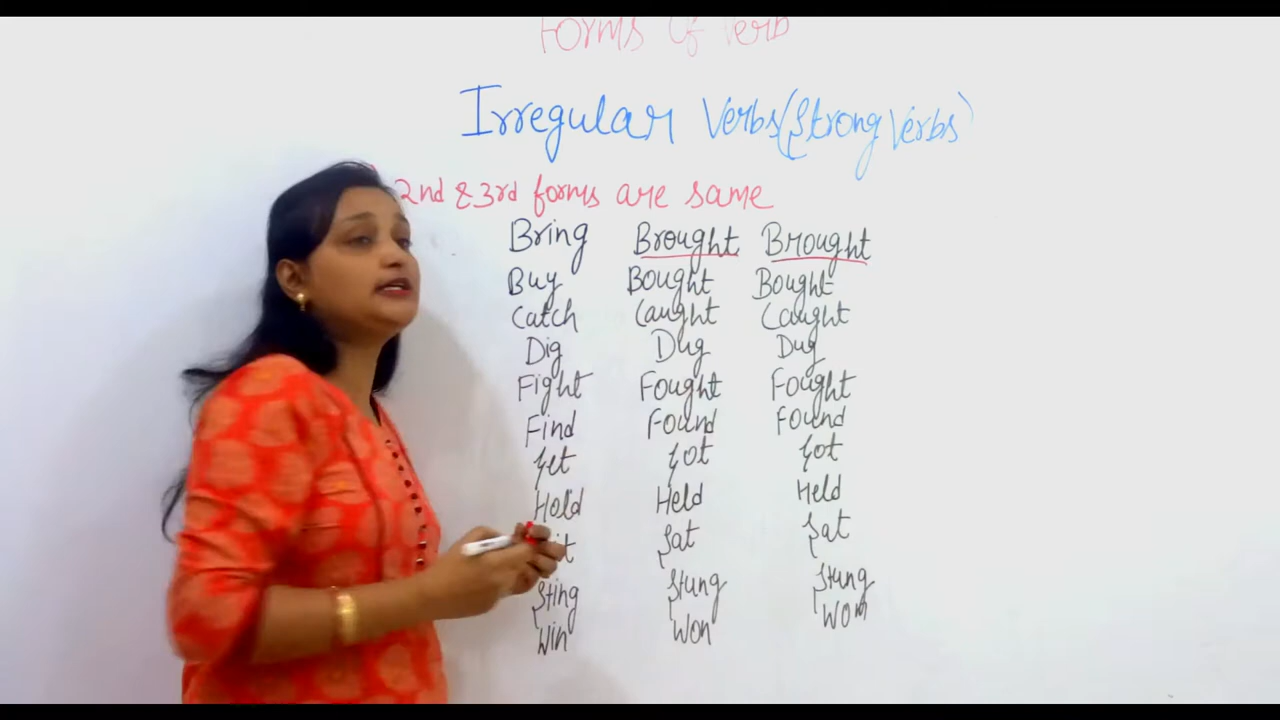 Forms of Verb
Irregular Verbs (Strong Verbs)
2nd & 3rd forms are same
Bring Brought Brought
Buy Bought Bought
Catch Caught Caught
Dig Dug Dug
Fight Fought Fought
Find Found Found
Get Got Got
Hold Held Held
Sat Sat
Sting Stung Stung
Win Won Won